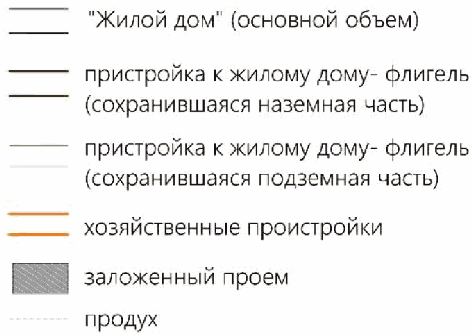 "Жилой дом" (основной объем)
пристройка к жилому дому- флигель
(сохранившаяся наземная часть)
пристройка к жилому дому- флигель
(сохранившаяся подземная часть)
хозяйственные проистройки
заложенный проем
продух